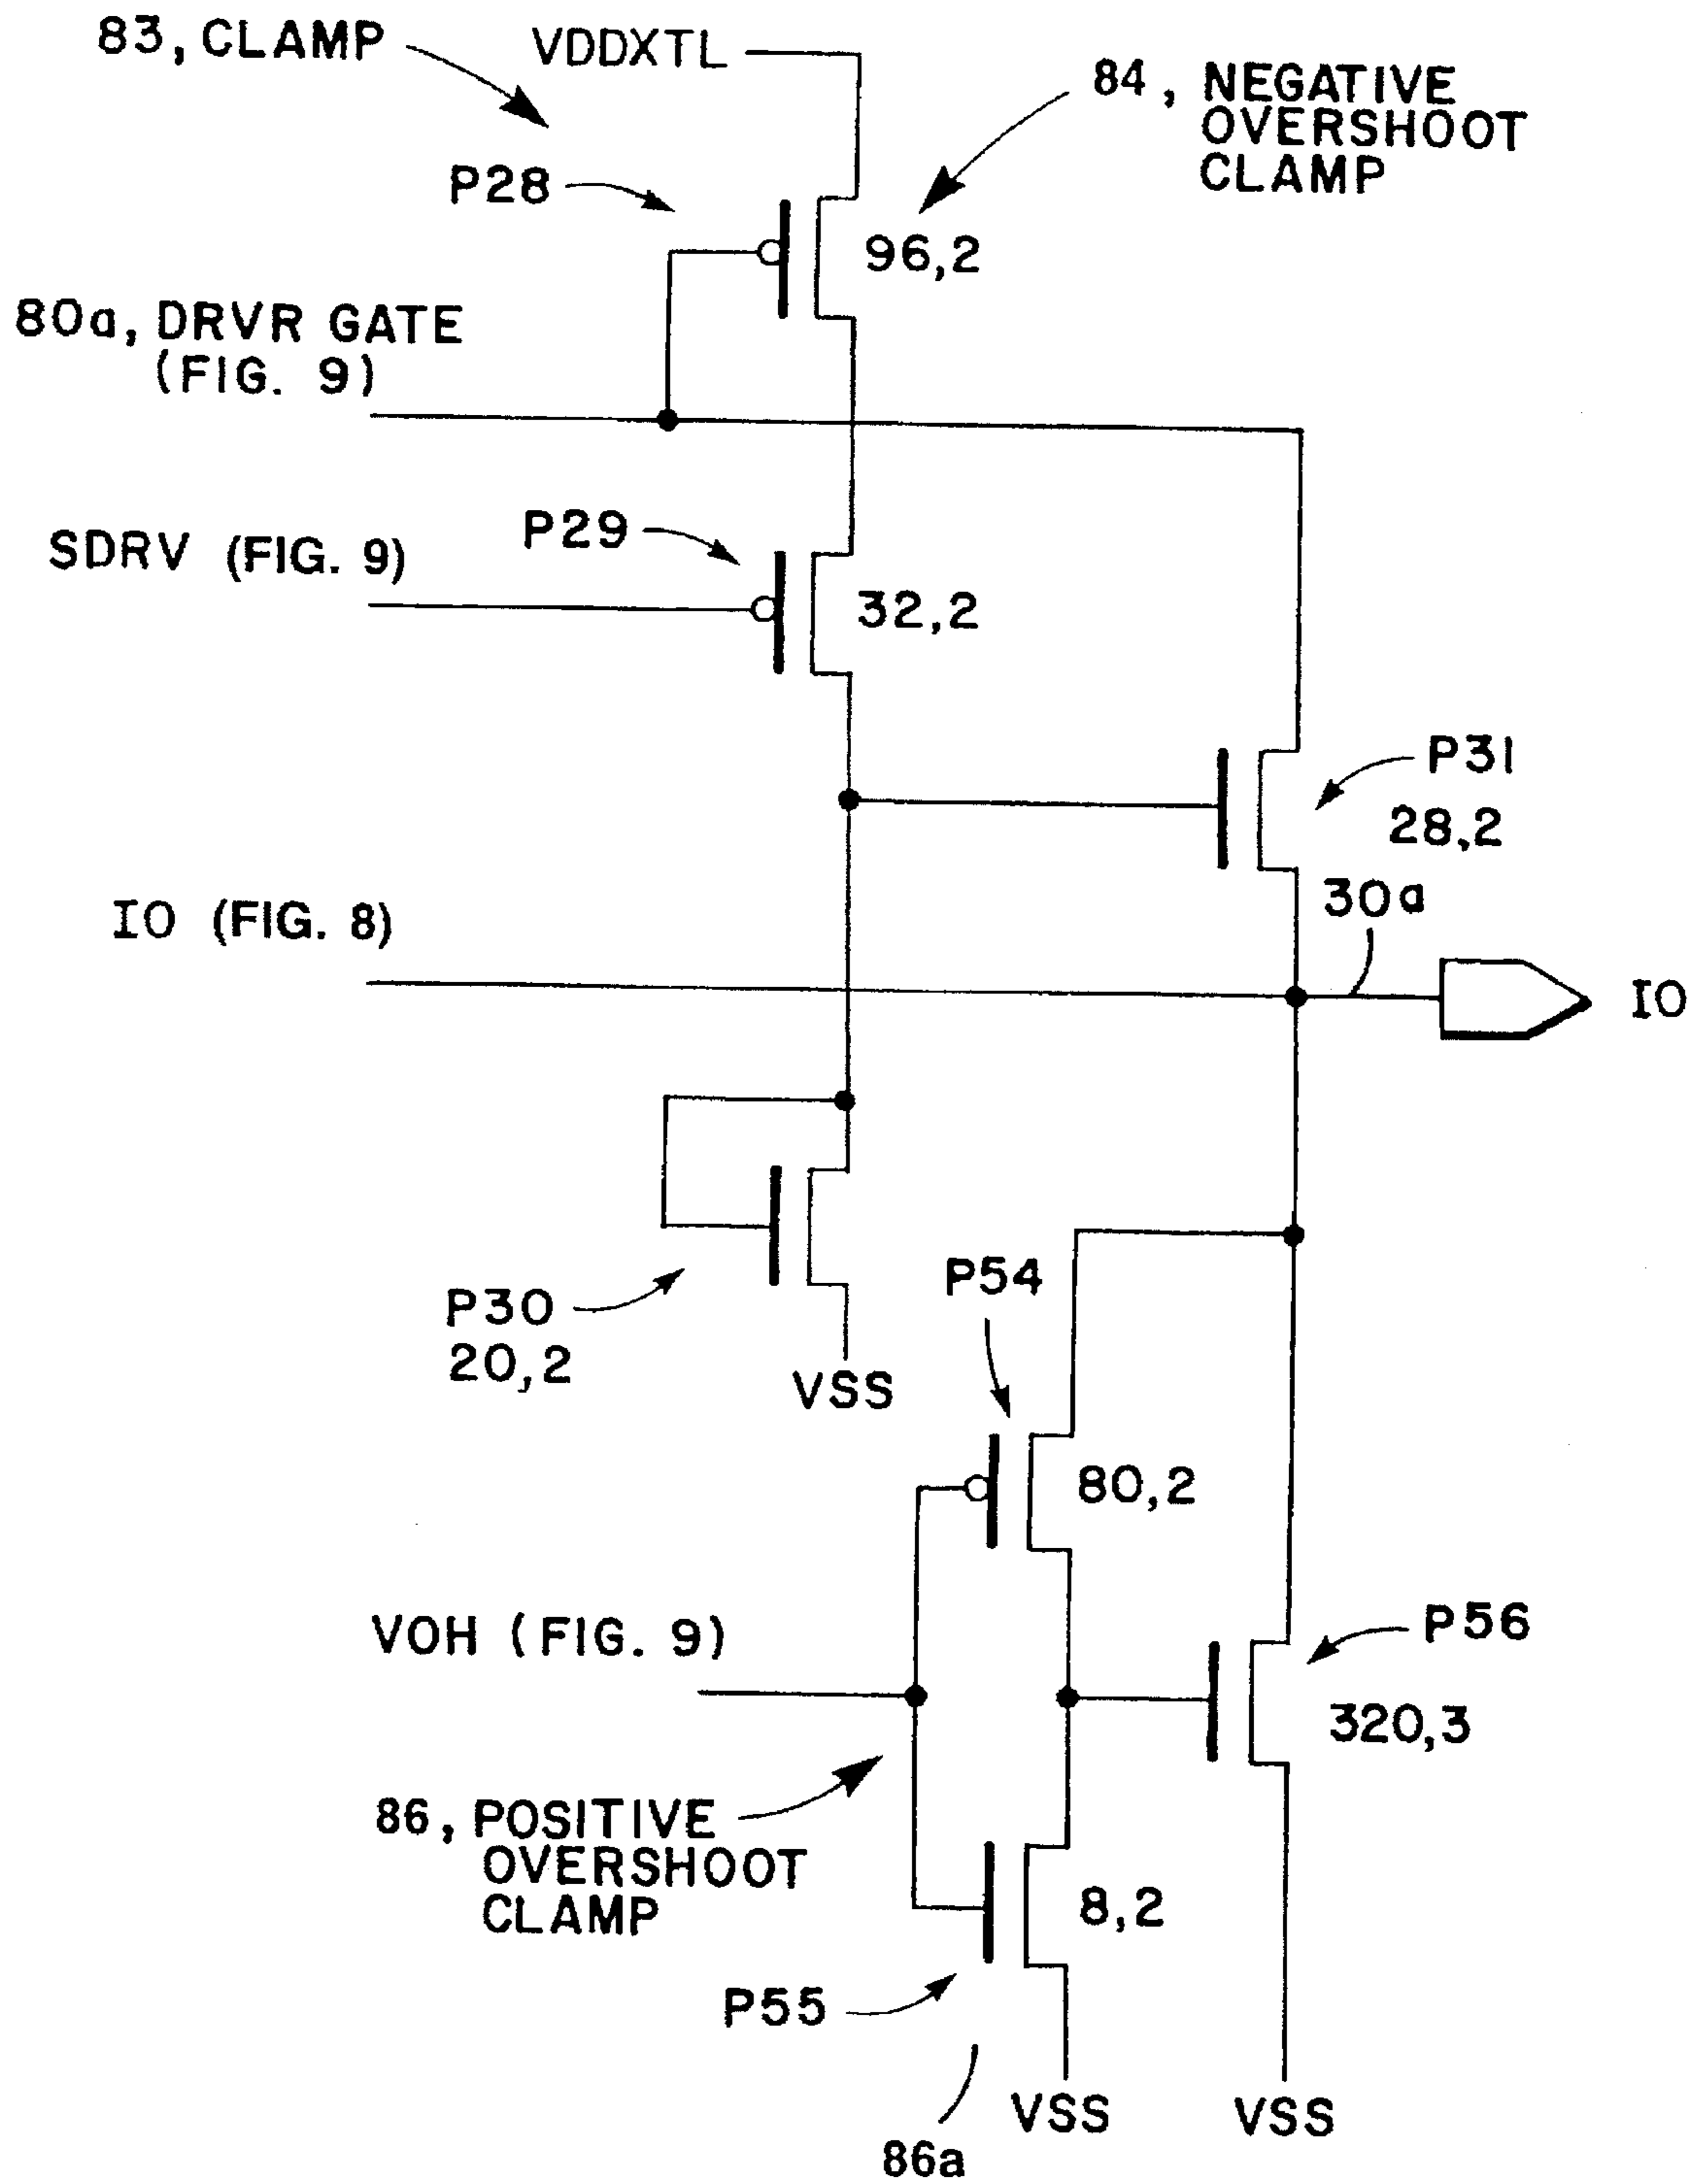 83, CLAMP
VDDXTL
84, NEGATIVE
OVERSHOOT
CLAMP
P28
96,2
80a, DRVR GATE
(FIG. 9)
P29
SDRV (FIG. 9)
32,2
P31
28,2
30a
IO (FIG. 8)
IO
P30
20,2
VSS
P54
80,2
VOH (FIG. 9)
P56
320,3
86, POSITIVE
OVERSHOOT
CLAMP
8,2
P55
VSS
VSS
86a